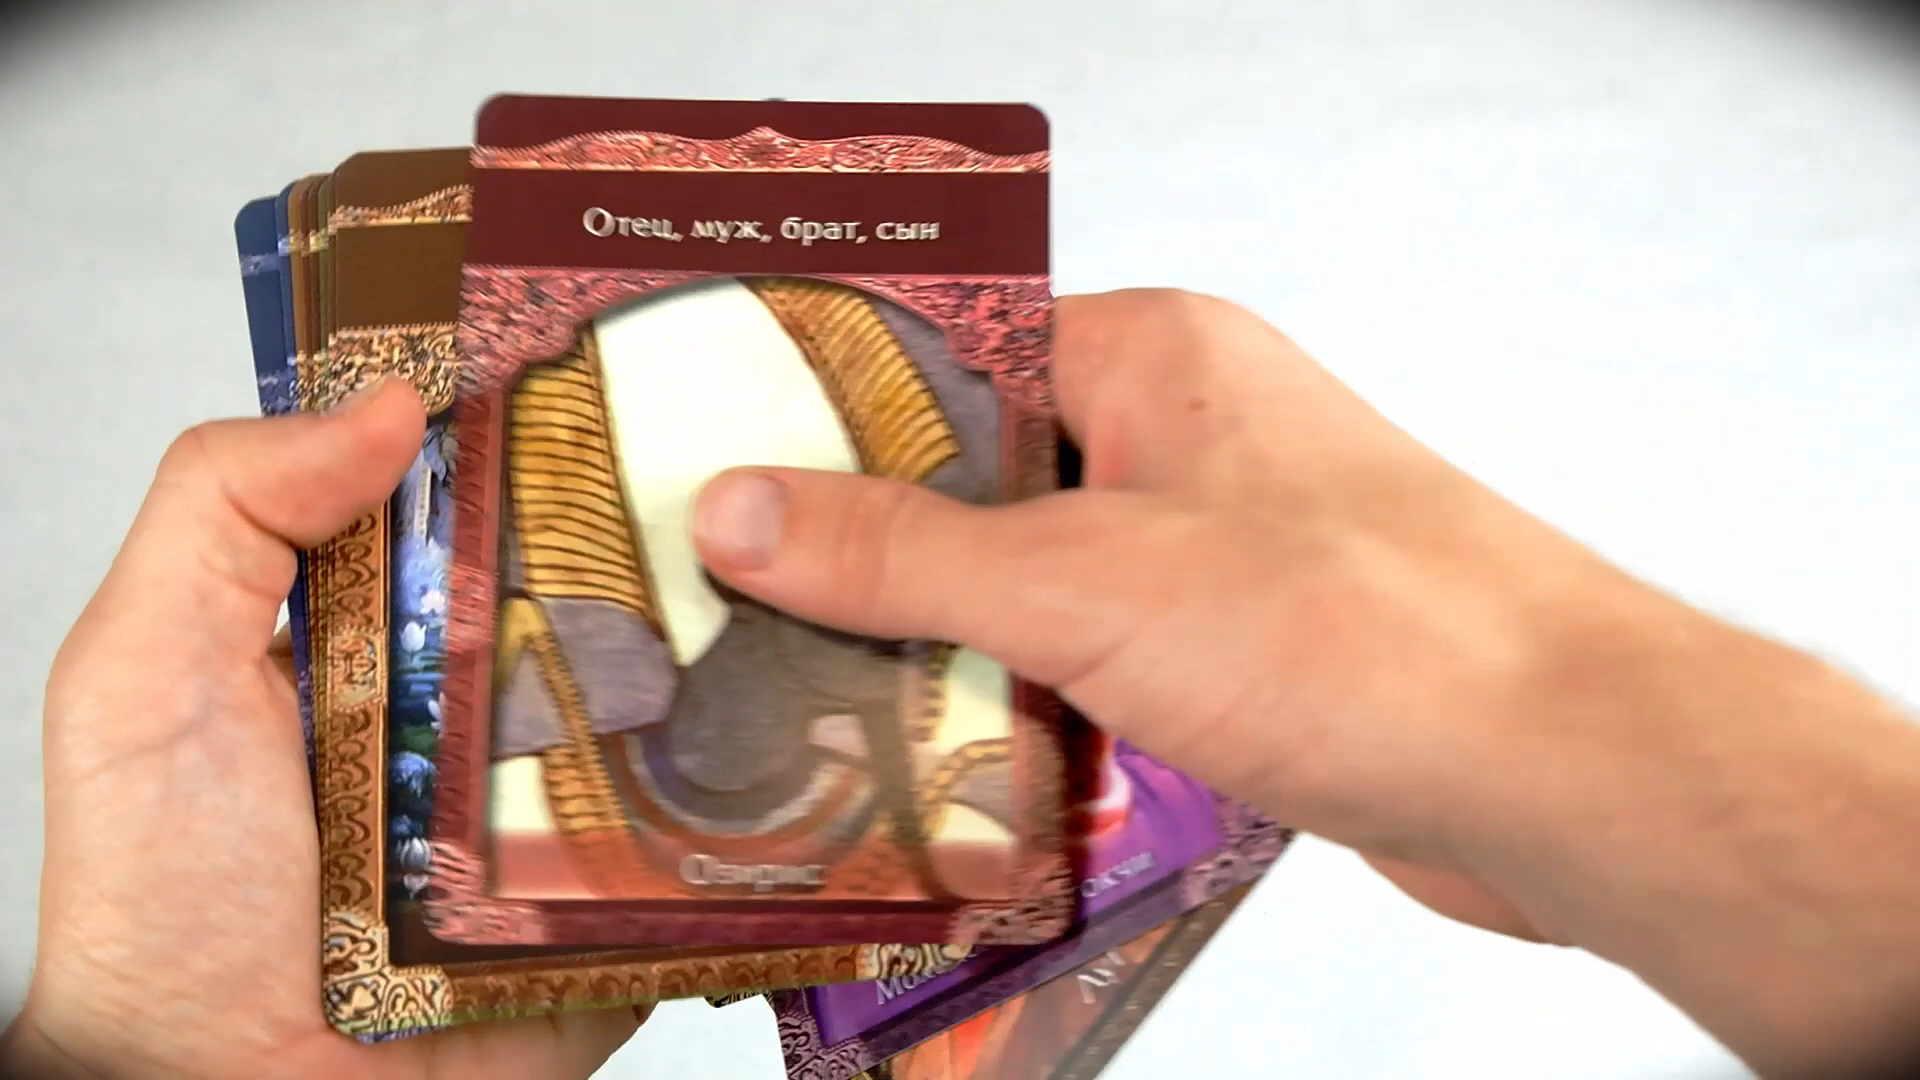 Отец, муж, брат, сын
Озирис